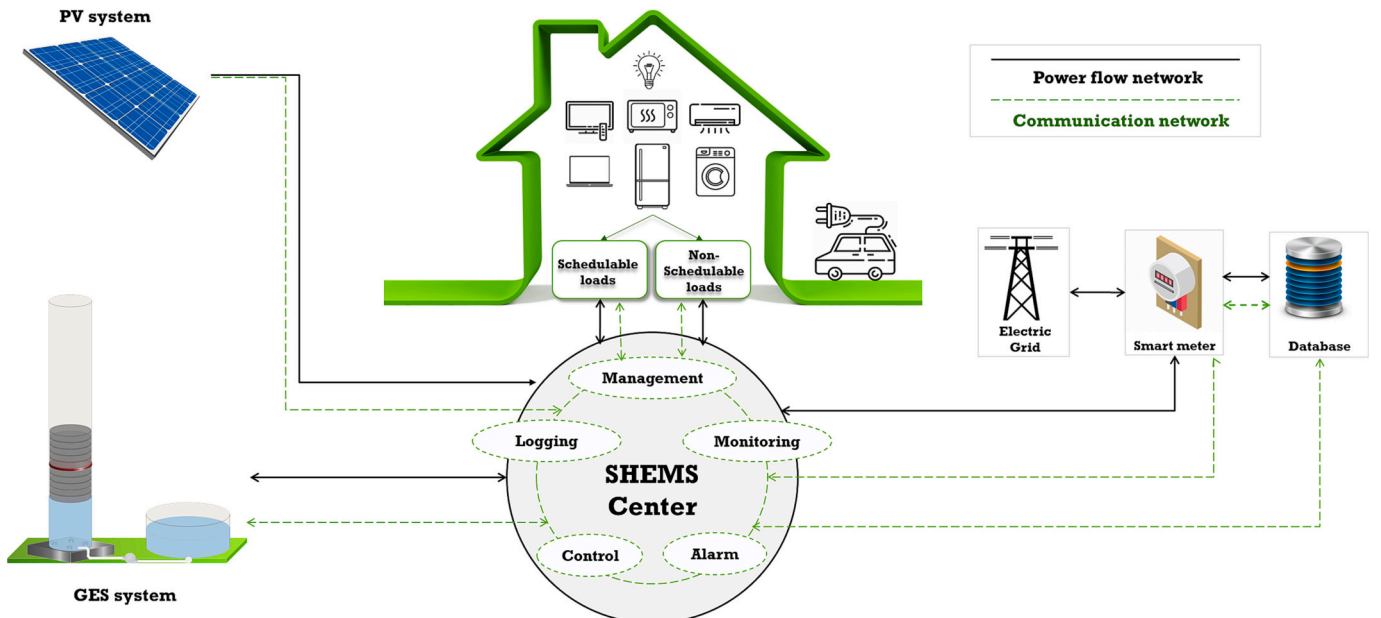 PV system
Power flow network
Communication network
Schedulable
loads
Non-
Schedulable
loads
Electric
Grid
Smart meter
Database
Management
Logging
Monitoring
SHEMS
Center
Control
Alarm
GES system